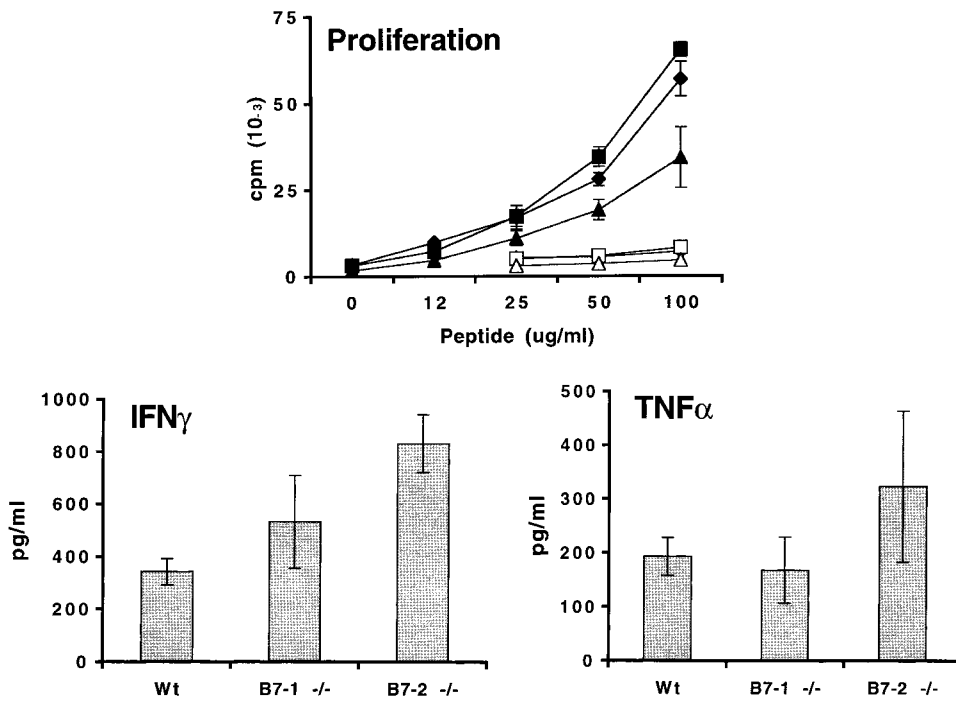 Proliferation
75
50
25
0
cpm (10-3)
0 12 25 50 100
Peptide (ug/ml)
IFNγ
1000
800
600
400
200
0
pg/ml
Wt B7-1 -/- B7-2 -/-
TNFα
500
400
300
200
100
0
pg/ml
Wt B7-1 -/- B7-2 -/-